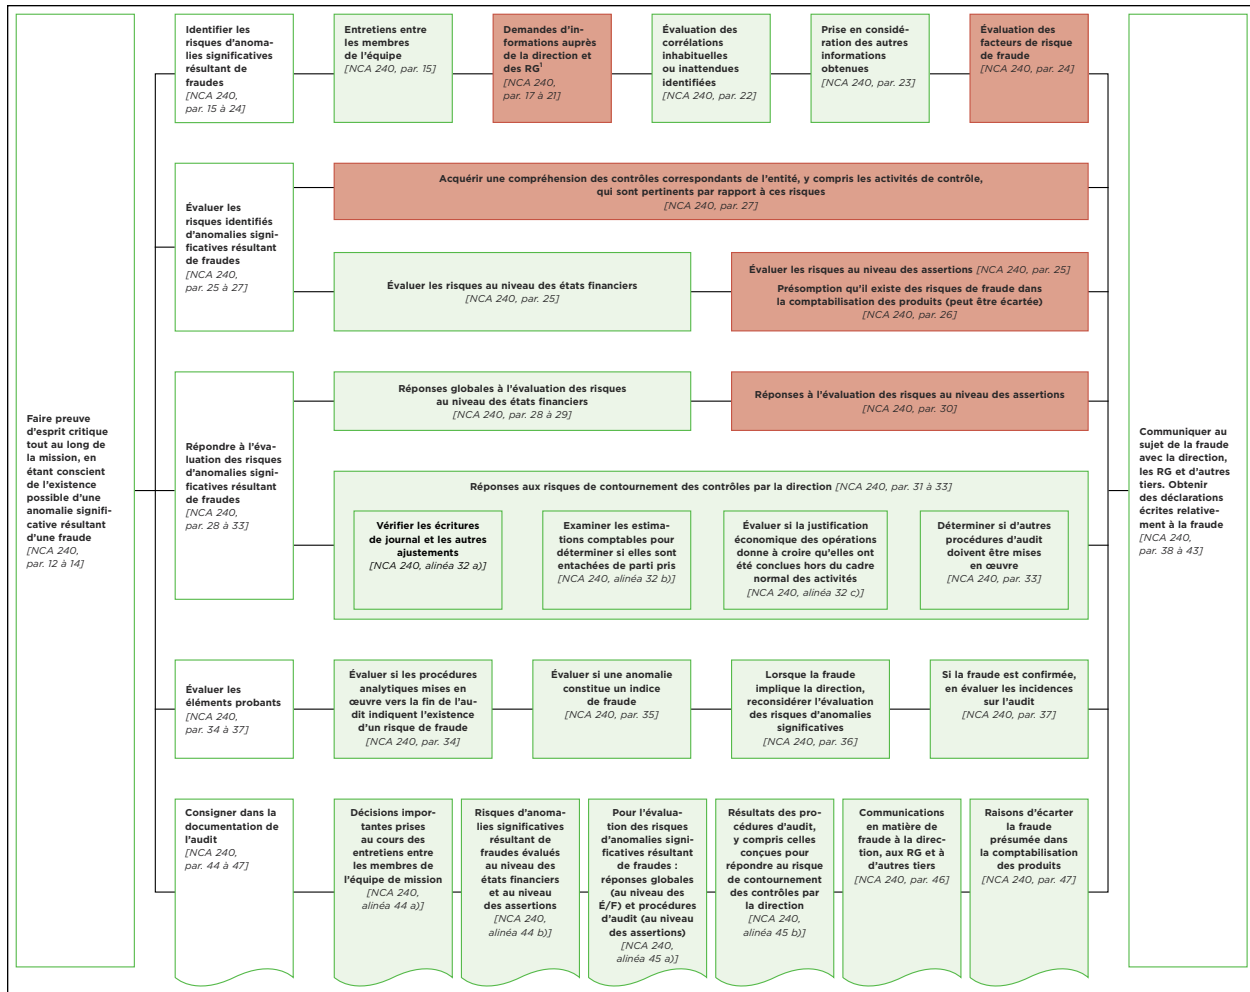 Faire preuve
d'esprit critique
tout au long de
la mission, en
étant conscient
de l'existence
possible d'une
anomalie signifi-
cative résultant
d'une fraude
[NCA 240,
par. 12 à 14]
Identifier les
risques d'anoma-
lies significatives
résultant de
fraudes
[NCA 240,
par. 15 à 24]
Entretiens entre
les membres
de l'équipe
[NCA 240, par. 15]
Demandes d'in-
formations auprès
de la direction et
des RG¹
[NCA 240,
par. 17 à 21]
Évaluation des
corrélations
inhabituelles
ou inattendues
identifiées
[NCA 240, par. 22]
Prise en considé-
ration des autres
informations
obtenues
[NCA 240, par. 23]
Évaluation des
facteurs de risque
de fraude
[NCA 240, par. 24]
Évaluer les
risques identifiés
d'anomalies signi-
ficatives résultant
de fraudes
[NCA 240,
par. 25 à 27]
Acquérir une compréhension des contrôles correspondants de l'entité, y compris les activités de contrôle,
qui sont pertinents par rapport à ces risques
[NCA 240, par. 27]
Évaluer les risques au niveau des états financiers
[NCA 240, par. 25]
Évaluer les risques au niveau des assertions [NCA 240, par. 25]
Présomption qu'il existe des risques de fraude dans
la comptabilisation des produits (peut être écartée)
[NCA 240, par. 26]
Répondre à l'éva-
luation des risques
d'anomalies signi-
ficatives résultant
de fraudes
[NCA 240,
par. 28 à 33]
Réponses globales à l'évaluation des risques
au niveau des états financiers
[NCA 240, par. 28 à 29]
Réponses à l'évaluation des risques au niveau des assertions
[NCA 240, par. 30]
Réponses aux risques de contournement des contrôles par la direction [NCA 240, par. 31 à 33]
Vérifier les écritures
de journal et les autres
ajustements
[NCA 240, alinéa 32 a)]
Examiner les estima-
tions comptables pour
déterminer si elles sont
entachées de parti pris
[NCA 240, alinéa 32 b)]
Évaluer si la justification
économique des opérations
donne à croire qu'elles ont
été conclues hors du cadre
normal des activités
[NCA 240, alinéa 32 c)]
Déterminer si d'autres
procédures d'audit
doivent être mises
en œuvre
[NCA 240, par. 33]
Évaluer les
éléments probants
[NCA 240,
par. 34 à 37]
Évaluer si les procédures
analytiques mises en
œuvre vers la fin de l'au-
dit indiquent l'existence
d'un risque de fraude
[NCA 240, par. 34]
Évaluer si une anomalie
constitue un indice
de fraude
[NCA 240, par. 35]
Lorsque la fraude
implique la direction,
reconsidérer l'évaluation
des risques d'anomalies
significatives
[NCA 240, par. 36]
Si la fraude est confirmée,
en évaluer les incidences
sur l'audit
[NCA 240, par. 37]
Consigner dans la
documentation de
l'audit
[NCA 240,
par. 44 à 47]
Décisions impor-
tantes prises
au cours des
entretiens entre
les membres de
l'équipe de mission
[NCA 240,
alinéa 44 a)]
Risques d'anoma-
lies significatives
résultant de
fraudes évalués
au niveau des
états financiers
et au niveau
des assertions
[NCA 240,
alinéa 44 b)]
Pour l'évalua-
tion des risques
d'anomalies signi-
ficatives résultant
de fraudes :
réponses globales
(au niveau des
É/F) et procédures
d'audit (au niveau
des assertions)
[NCA 240,
alinéa 45 a)]
Résultats des pro-
cédures d'audit,
y compris celles
conçues pour
répondre au risque
de contournement
des contrôles par
la direction
[NCA 240,
alinéa 45 b)]
Communications
en matière de
fraude à la direc-
tion, aux RG et à
d'autres tiers
[NCA 240, par. 46]
Raisons d'écarter
la fraude
présumée dans
la comptabilisation
des produits
[NCA 240, par. 47]
Communiquer au
sujet de la fraude
avec la direction,
les RG et d'autres
tiers. Obtenir
des déclarations
écrites relative-
ment à la fraude
[NCA 240,
par. 38 à 43]